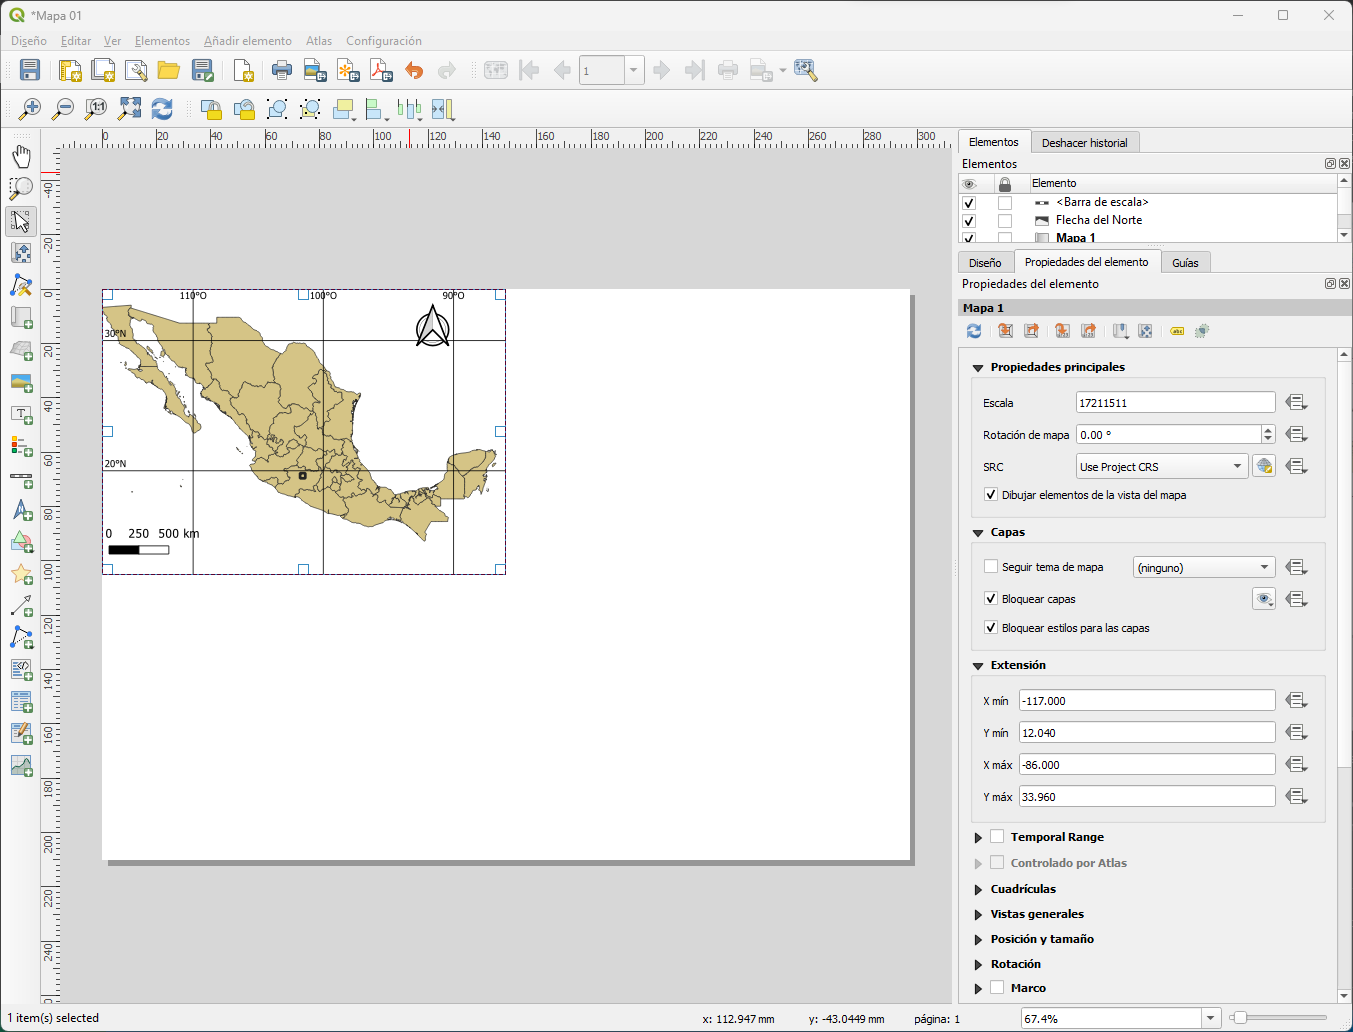 *Mapa 01
Diseño Editar Ver Elementos Añadir elemento Atlas Configuración
1
1:1
0 20 40 60 80 100 120 140 160 180 200 220 240 260 280 300
-40
-20
0
20
40
60
80
100
120
140
160
180
200
220
240
110°O 100°O 90°O
30°N
20°N
0 250 500 km
Elementos Deshacer historial
Elementos
Elemento
<Barra de escala>
Flecha del Norte
Mapa 1
Diseño Propiedades del elemento Guías
Propiedades del elemento
Mapa 1
Propiedades principales
Escala 17211511
Rotación de mapa 0.00 °
SRC Use Project CRS
Dibujar elementos de la vista del mapa
Capas
Seguir tema de mapa (ninguno)
Bloquear capas
Bloquear estilos para las capas
Extensión
X mín -117.000
Y mín 12.040
X máx -86.000
Y máx 33.960
Temporal Range
Controlado por Atlas
Cuadrículas
Vistas generales
Posición y tamaño
Rotación
Marco
1 item(s) selected x: 112.947 mm y: -43.0449 mm página: 1 67.4%